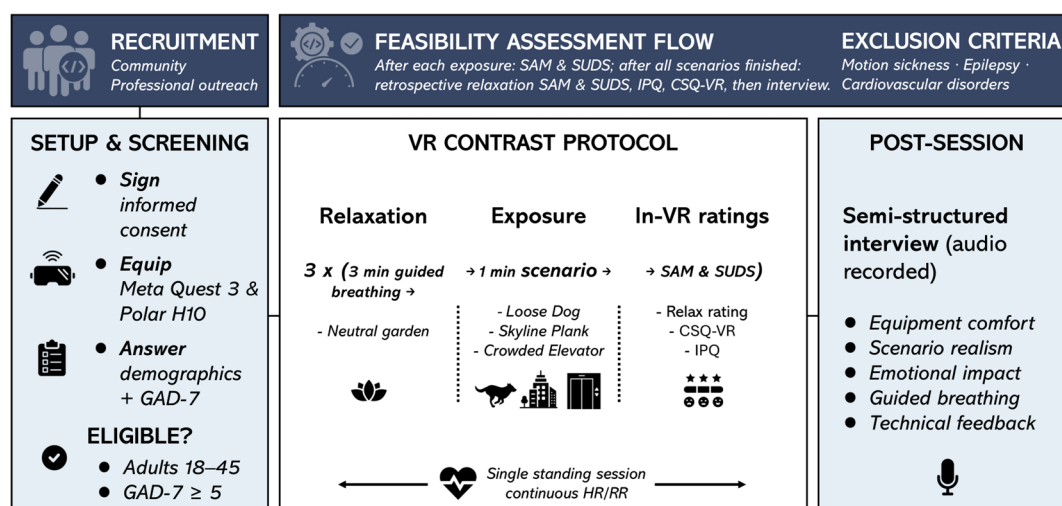 RECRUITMENT
Community
Professional outreach
FEASIBILITY ASSESSMENT FLOW
After each exposure: SAM & SUDS; after all scenarios finished:
retrospective relaxation SAM & SUDS, IPQ, CSQ-VR, then interview.
EXCLUSION CRITERIA
Motion sickness · Epilepsy ·
Cardiovascular disorders
SETUP & SCREENING
● Sign
informed
consent
● Equip
Meta Quest 3 &
Polar H10
● Answer
demographics
+ GAD-7
ELIGIBLE?
● Adults 18–45
● GAD-7 ≥ 5
VR CONTRAST PROTOCOL
Relaxation
3 x (3 min guided
breathing →
- Neutral garden
Exposure
→ 1 min scenario →
- Loose Dog
- Skyline Plank
- Crowded Elevator
In-VR ratings
→ SAM & SUDS)
- Relax rating
- CSQ-VR
- IPQ
Single standing session
continuous HR/RR
POST-SESSION
Semi-structured
interview (audio
recorded)
● Equipment comfort
● Scenario realism
● Emotional impact
● Guided breathing
● Technical feedback